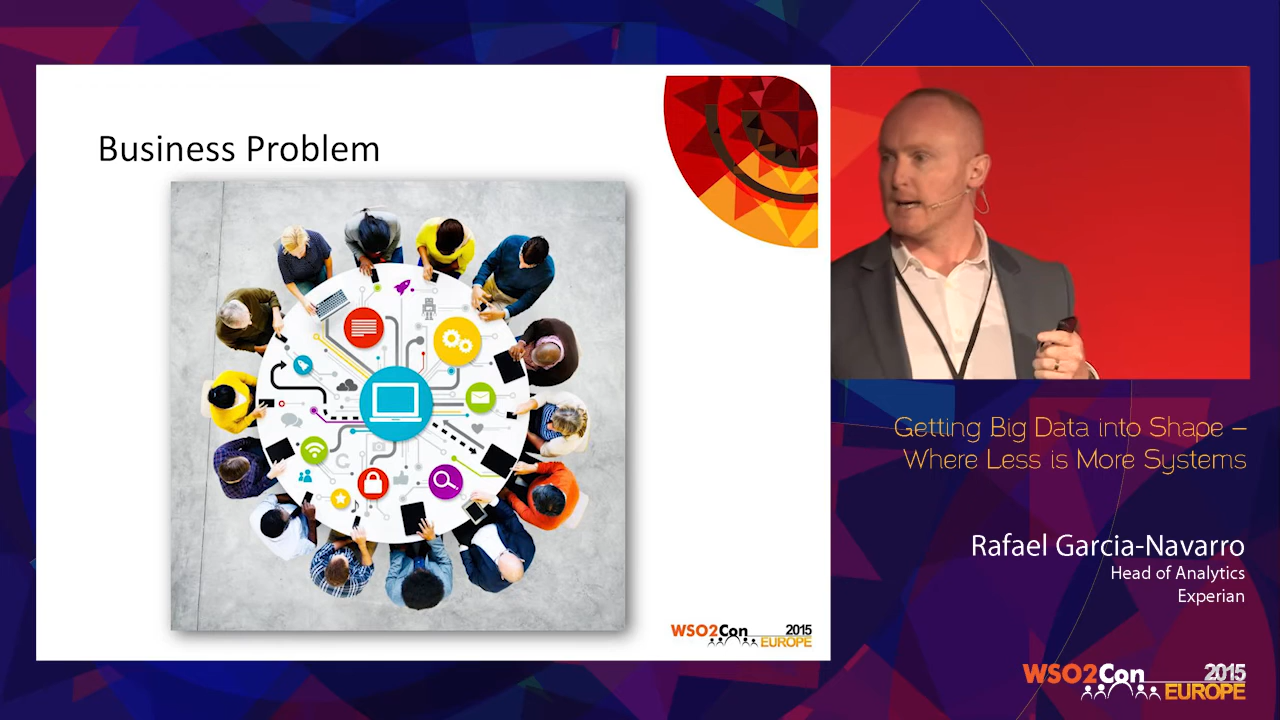 Business Problem
WSO2Con 2015
EUROPE
Getting Big Data into Shape –
Where Less is More Systems
Rafael Garcia-Navarro
Head of Analytics
Experian
WSO2Con 2015
EUROPE